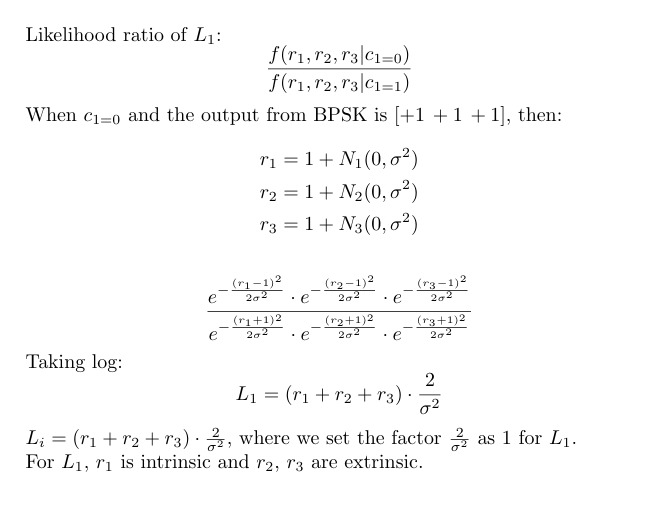 Likelihood ratio of $L_1$:
$$\frac{f(r_1, r_2, r_3|c_{1=0})}{f(r_1, r_2, r_3|c_{1=1})}$$
When $c_{1=0}$ and the output from BPSK is $[+1 + 1 + 1]$, then:
$$r_1 = 1 + N_1(0, \sigma^2)$$
$$r_2 = 1 + N_2(0, \sigma^2)$$
$$r_3 = 1 + N_3(0, \sigma^2)$$
$$\frac{e^{-\frac{(r_1-1)^2}{2\sigma^2}} \cdot e^{-\frac{(r_2-1)^2}{2\sigma^2}} \cdot e^{-\frac{(r_3-1)^2}{2\sigma^2}}}{e^{-\frac{(r_1+1)^2}{2\sigma^2}} \cdot e^{-\frac{(r_2+1)^2}{2\sigma^2}} \cdot e^{-\frac{(r_3+1)^2}{2\sigma^2}}}$$
Taking log:
$$L_1 = (r_1 + r_2 + r_3) \cdot \frac{2}{\sigma^2}$$
$L_i = (r_1 + r_2 + r_3) \cdot \frac{2}{\sigma^2}$, where we set the factor $\frac{2}{\sigma^2}$ as 1 for $L_1$.
For $L_1$, $r_1$ is intrinsic and $r_2$, $r_3$ are extrinsic.